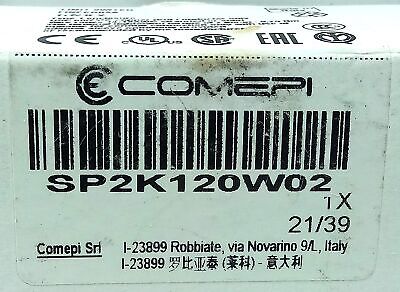 COMEPI
SP2K120W02
1X
21/39
Comepi Srl I-23899 Robbiate, via Novarino 9/L, Italy
I-23899 罗比亚泰 (莱科) - 意大利